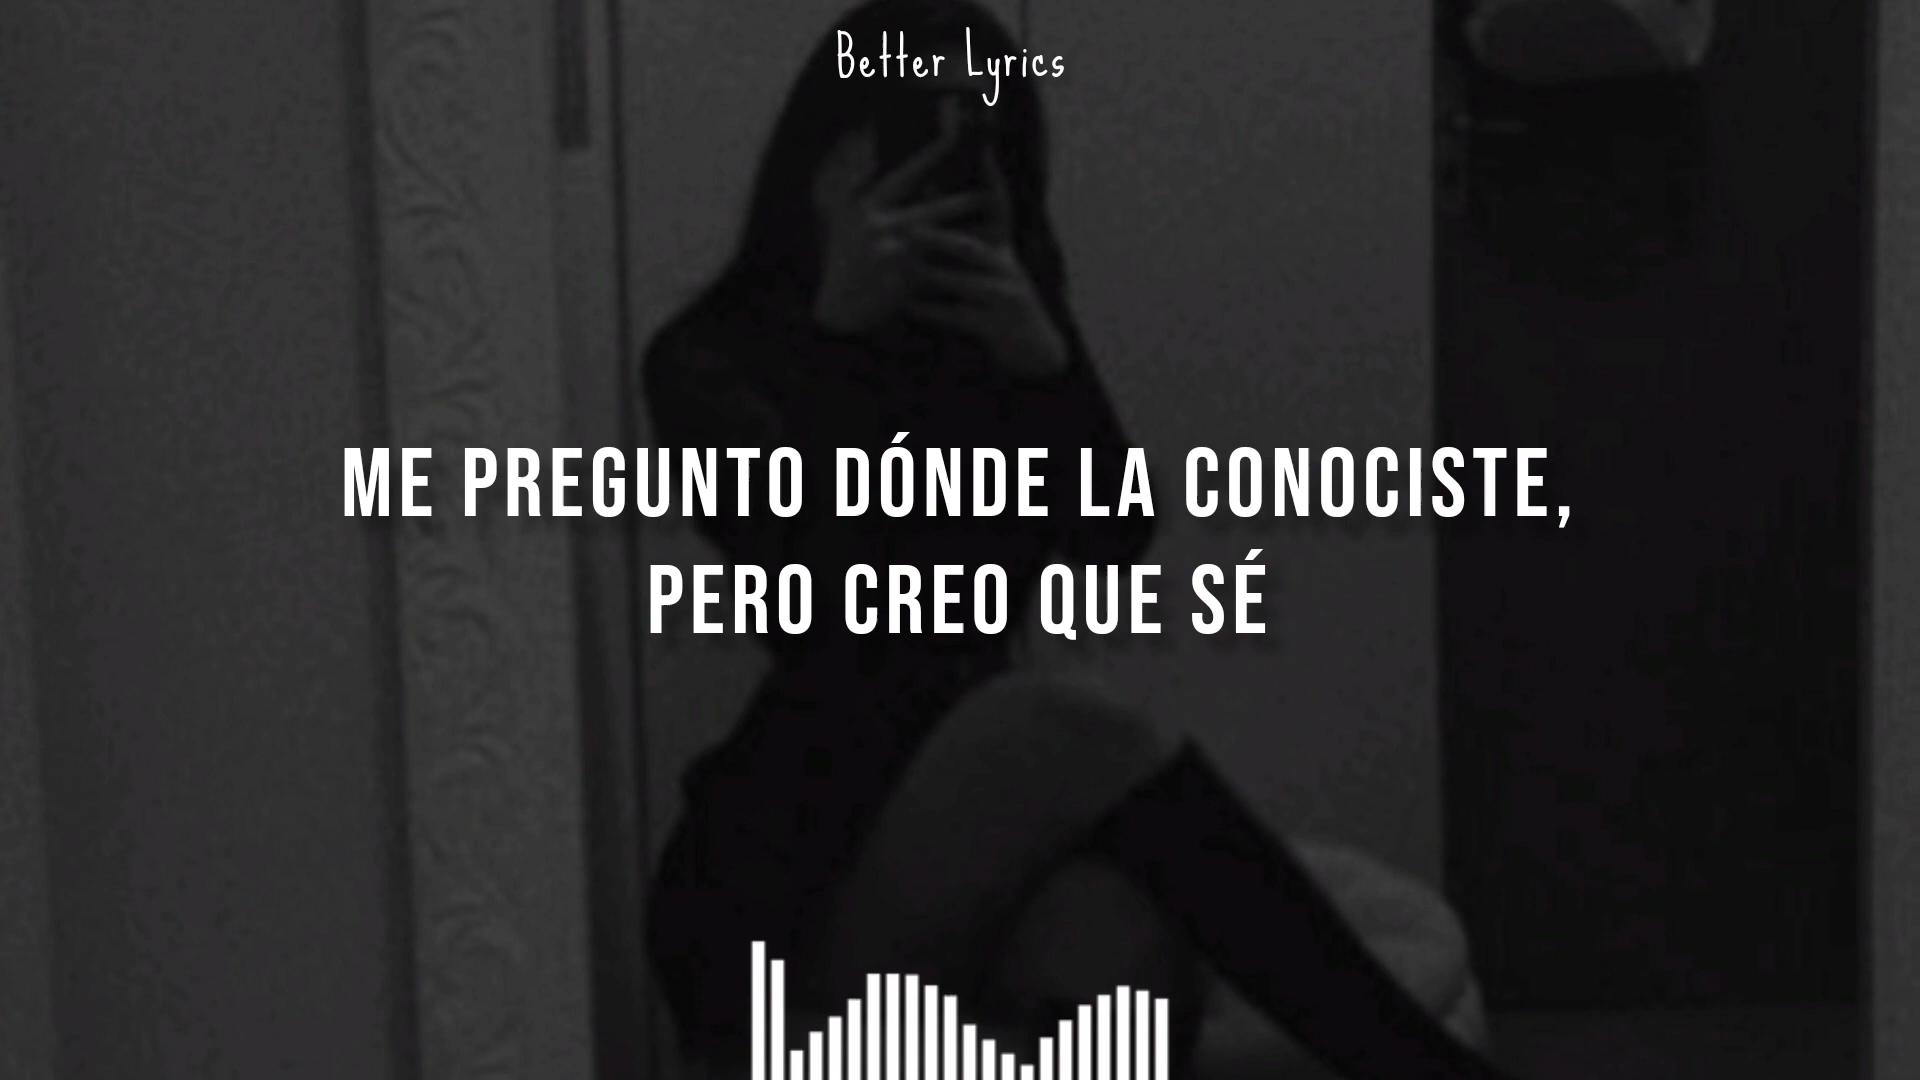 Better Lyrics
ME PREGUNTO DÓNDE LA CONOCISTE,
PERO CREO QUE SÉ